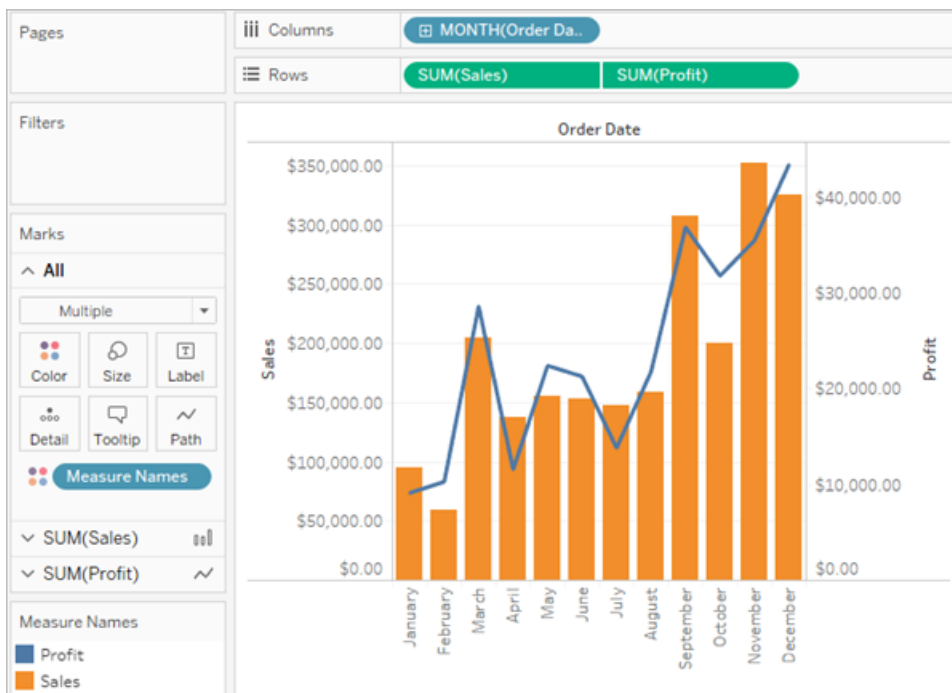 Pages
Columns
MONTH(Order Da..
Rows
SUM(Sales)
SUM(Profit)
Filters
Marks
All
Multiple
Color
Size
Label
Detail
Tooltip
Path
Measure Names
SUM(Sales)
SUM(Profit)
Measure Names
Profit
Sales
Order Date
Sales
$350,000.00
$300,000.00
$250,000.00
$200,000.00
$150,000.00
$100,000.00
$50,000.00
$0.00
$40,000.00
$30,000.00
$20,000.00
$10,000.00
$0.00
Profit
January
February
March
April
May
June
July
August
September
October
November
December